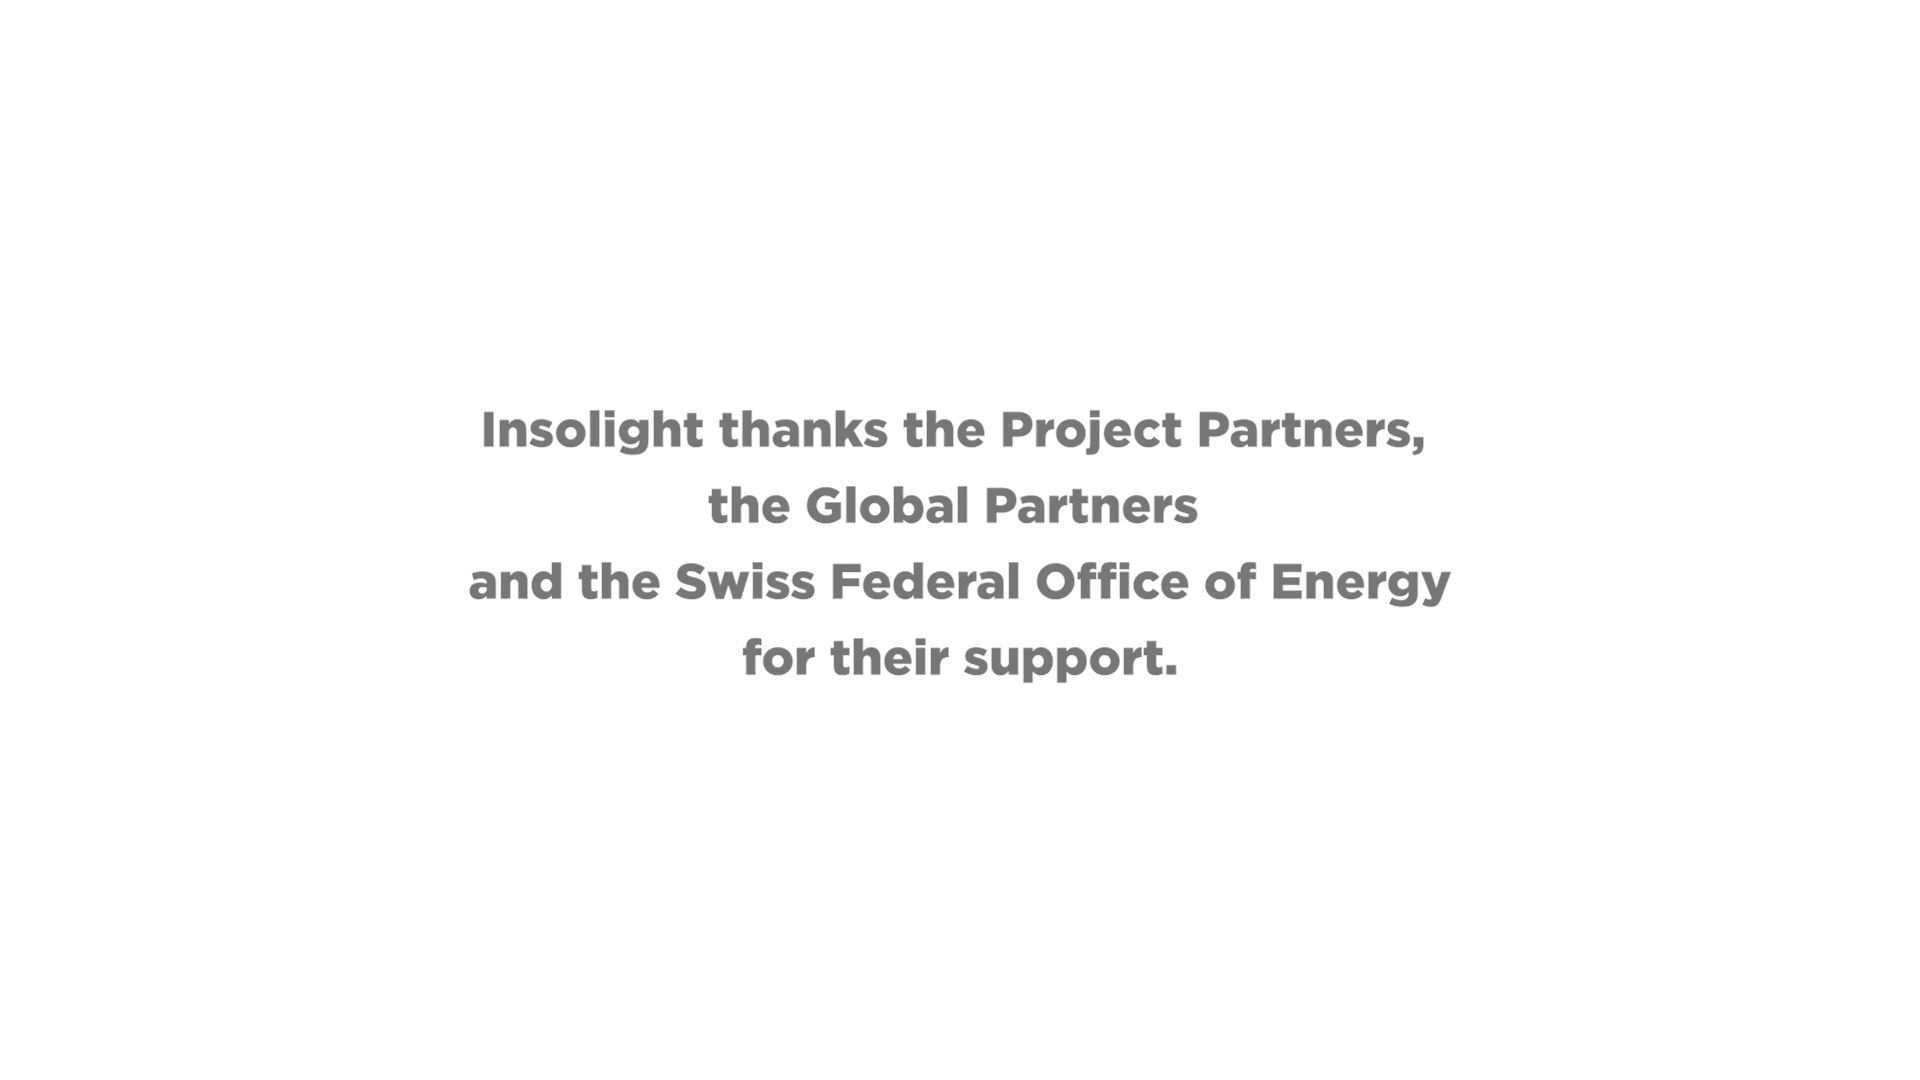 Insolight thanks the Project Partners,
the Global Partners
and the Swiss Federal Office of Energy
for their support.